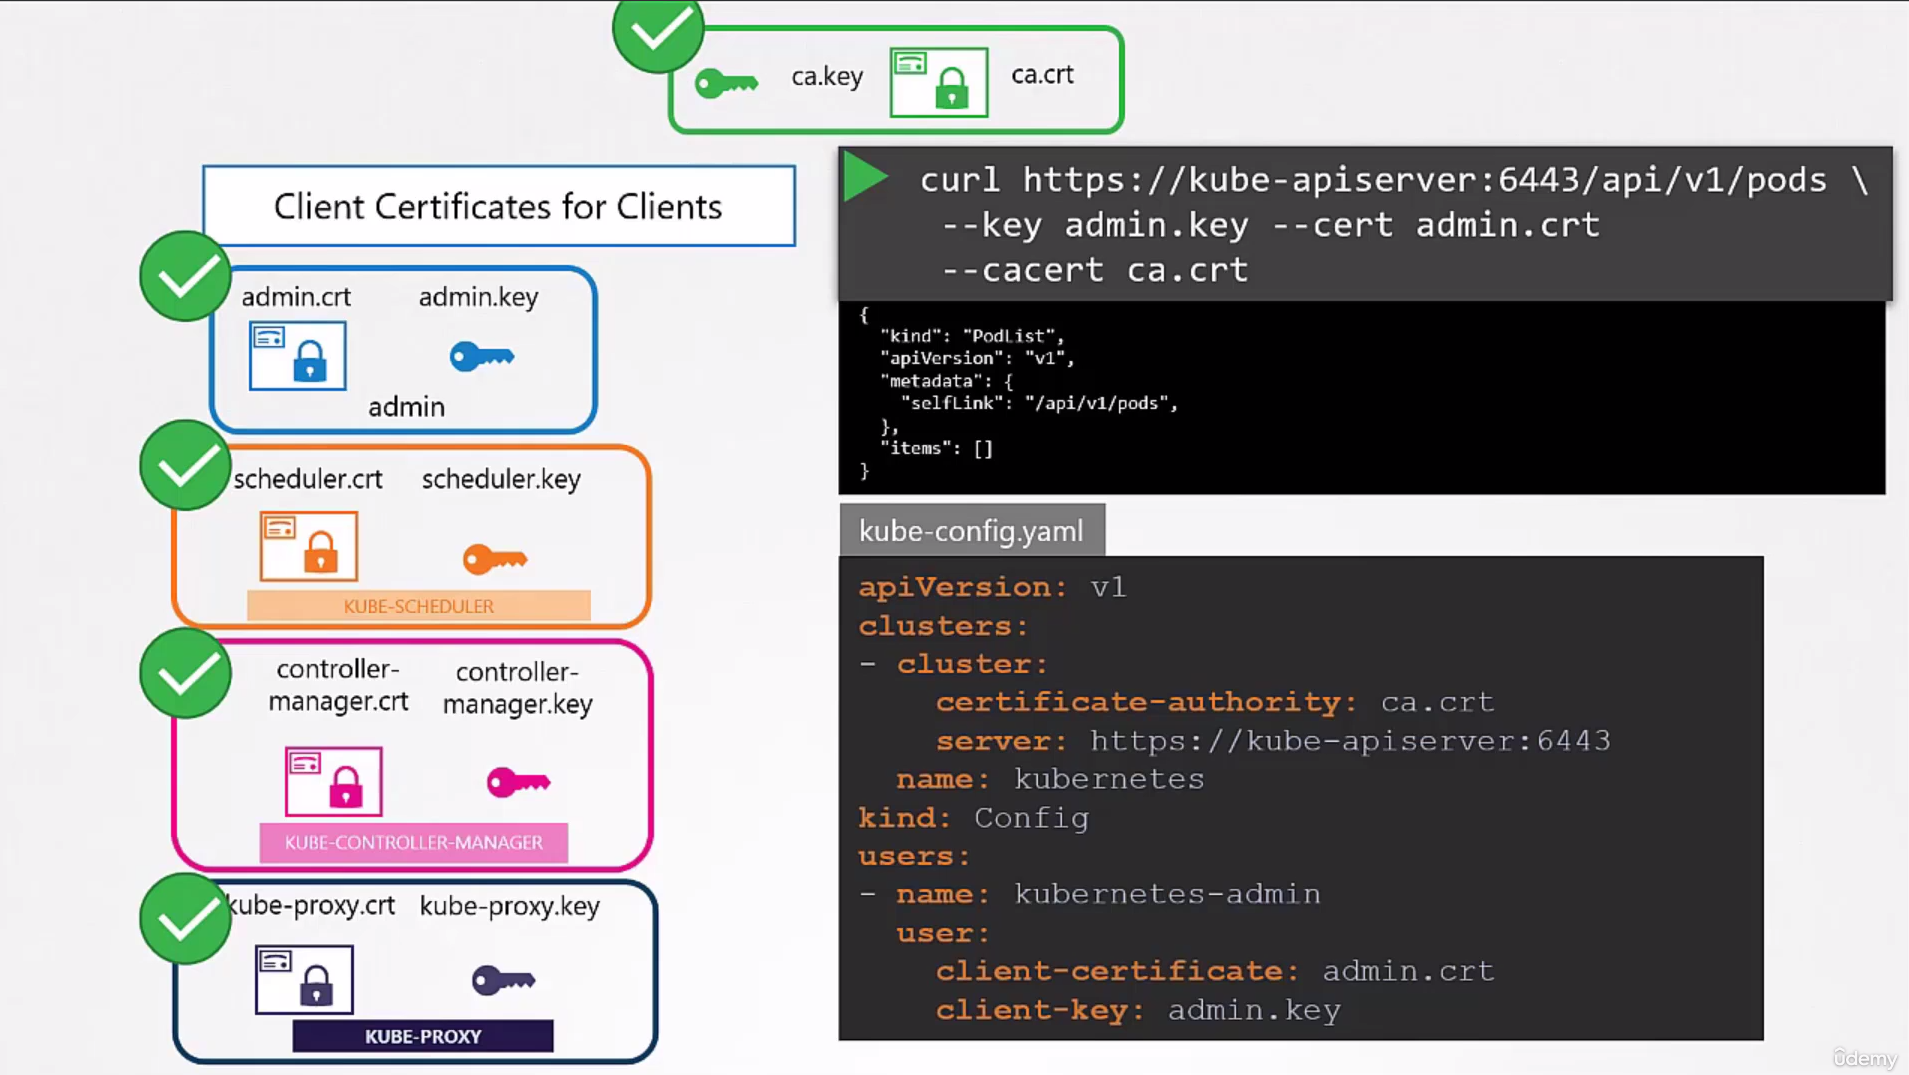 ca.key
ca.crt
Client Certificates for Clients
admin.crt
admin.key
admin
scheduler.crt
scheduler.key
KUBE-SCHEDULER
controller-
manager.crt
controller-
manager.key
KUBE-CONTROLLER-MANAGER
kube-proxy.crt
kube-proxy.key
KUBE-PROXY
curl https://kube-apiserver:6443/api/v1/pods \
--key admin.key --cert admin.crt
--cacert ca.crt
{
"kind": "PodList",
"apiVersion": "v1",
"metadata": {
"selfLink": "/api/v1/pods",
},
"items": []
}
kube-config.yaml
apiVersion: v1
clusters:
- cluster:
certificate-authority: ca.crt
server: https://kube-apiserver:6443
name: kubernetes
kind: Config
users:
- name: kubernetes-admin
user:
client-certificate: admin.crt
client-key: admin.key
ûdemy